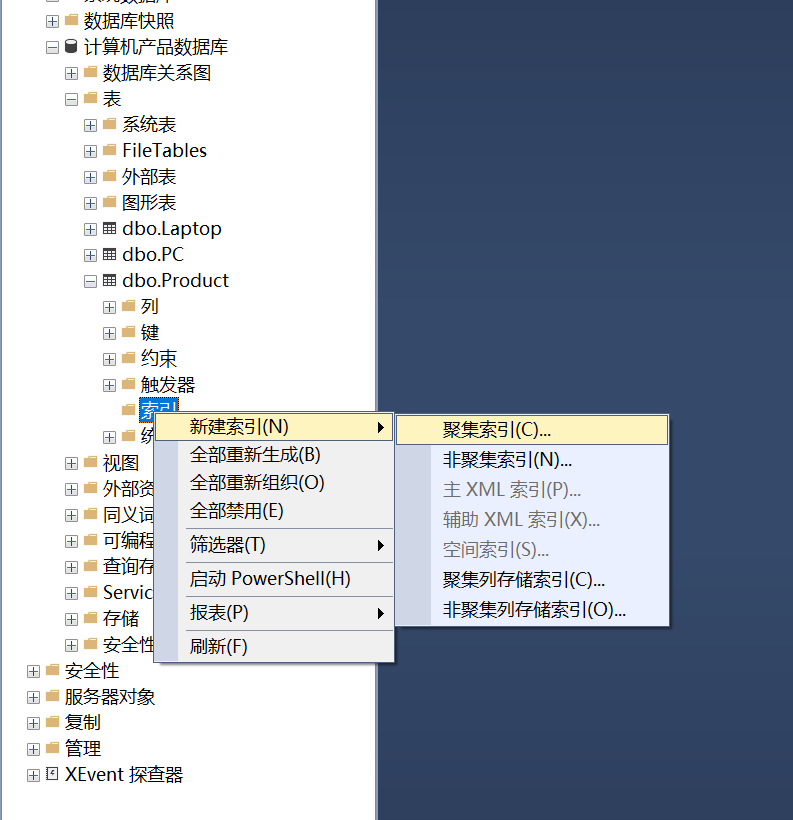 数据库快照
计算机产品数据库
数据库关系图
表
系统表
FileTables
外部表
图形表
dbo.Laptop
dbo.PC
dbo.Product
列
键
约束
触发器
索引
统
视图
外部资
同义词
可编程
查询存
Servic
存储
安全性
安全性
服务器对象
复制
管理
XEvent 探查器
新建索引(N)
全部重新生成(B)
全部重新组织(O)
全部禁用(E)
筛选器(T)
启动 PowerShell(H)
报表(P)
刷新(F)
聚集索引(C)...
非聚集索引(N)...
主 XML 索引(P)...
辅助 XML 索引(X)...
空间索引(S)...
聚集列存储索引(C)...
非聚集列存储索引(O)...